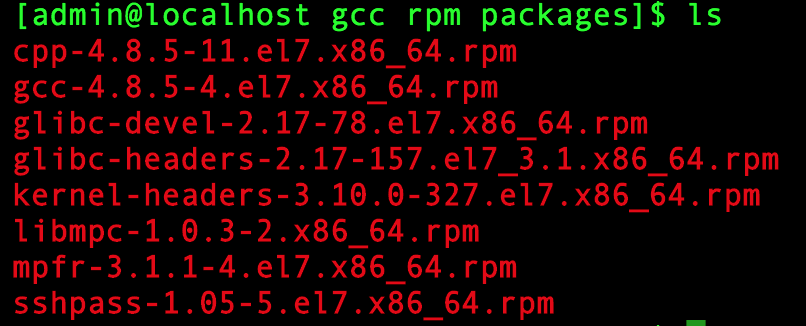 [admin@localhost gcc rpm packages]$ ls
cpp-4.8.5-11.el7.x86_64.rpm
gcc-4.8.5-4.el7.x86_64.rpm
glibc-devel-2.17-78.el7.x86_64.rpm
glibc-headers-2.17-157.el7_3.1.x86_64.rpm
kernel-headers-3.10.0-327.el7.x86_64.rpm
libmpc-1.0.3-2.x86_64.rpm
mpfr-3.1.1-4.el7.x86_64.rpm
sshpass-1.05-5.el7.x86_64.rpm